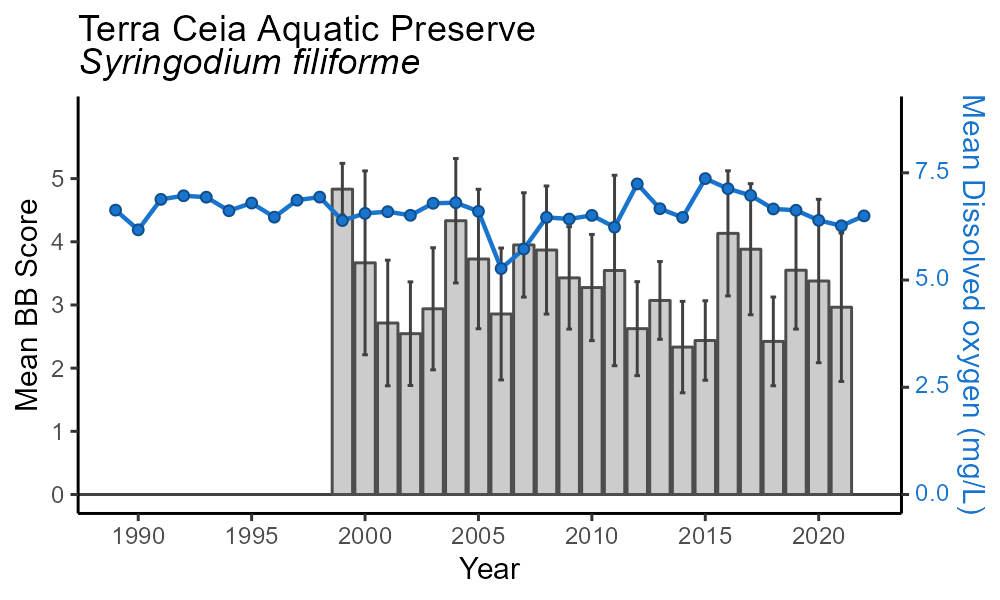 Terra Ceia Aquatic Preserve
Syringodium filiforme
Mean BB Score
5
4
3
2
1
0
7.5
5.0
2.5
0.0
Mean Dissolved oxygen (mg/L)
1990 1995 2000 2005 2010 2015 2020
Year